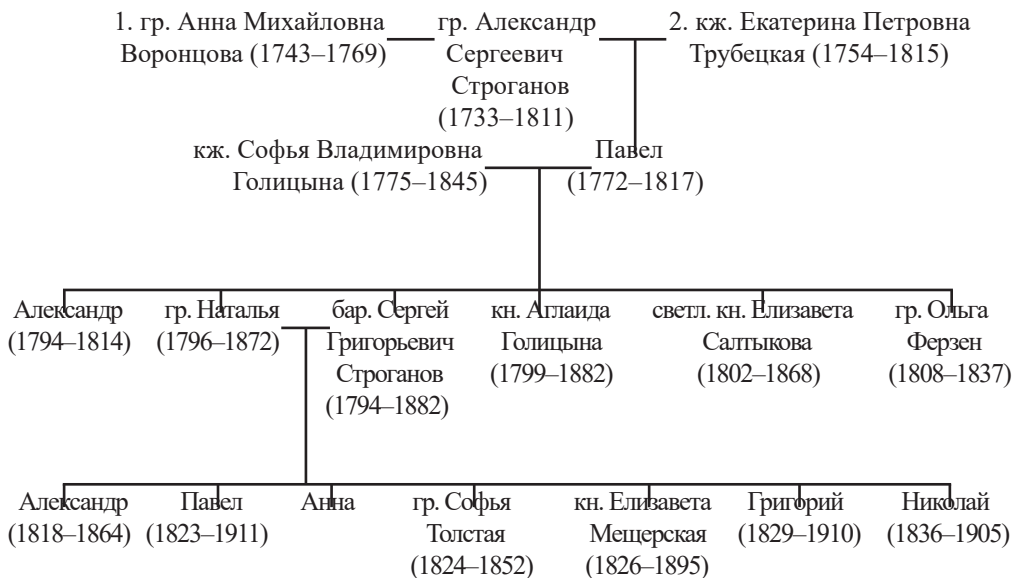 1. гр. Анна Михайловна
Воронцова (1743–1769)
гр. Александр
Сергеевич
Строганов
(1733–1811)
2. кж. Екатерина Петровна
Трубецкая (1754–1815)
кж. Софья Владимировна
Голицына (1775–1845)
Павел
(1772–1817)
Александр
(1794–1814)
гр. Наталья
(1796–1872)
бар. Сергей
Григорьевич
Строганов
(1794–1882)
кн. Аглаида
Голицына
(1799–1882)
светл. кн. Елизавета
Салтыкова
(1802–1868)
гр. Ольга
Ферзен
(1808–1837)
Александр
(1818–1864)
Павел
(1823–1911)
Анна
гр. Софья
Толстая
(1824–1852)
кн. Елизавета
Мещерская
(1826–1895)
Григорий
(1829–1910)
Николай
(1836–1905)